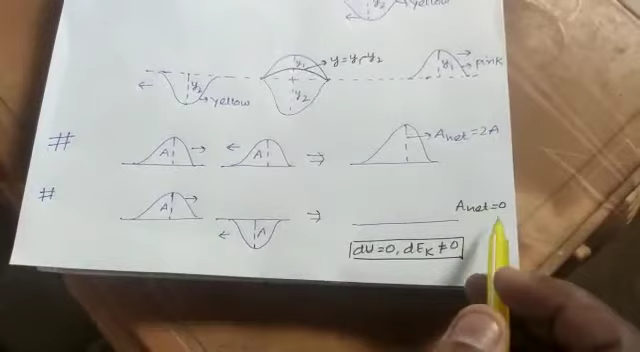 y₂
yellow
y₁
y=y₁-y₂
y₂
y₂
yellow
y₁
pink
#
A
A
⇒
Anet=2A
#
A
A
⇒
Anet=0
dU=0, dEK≠0